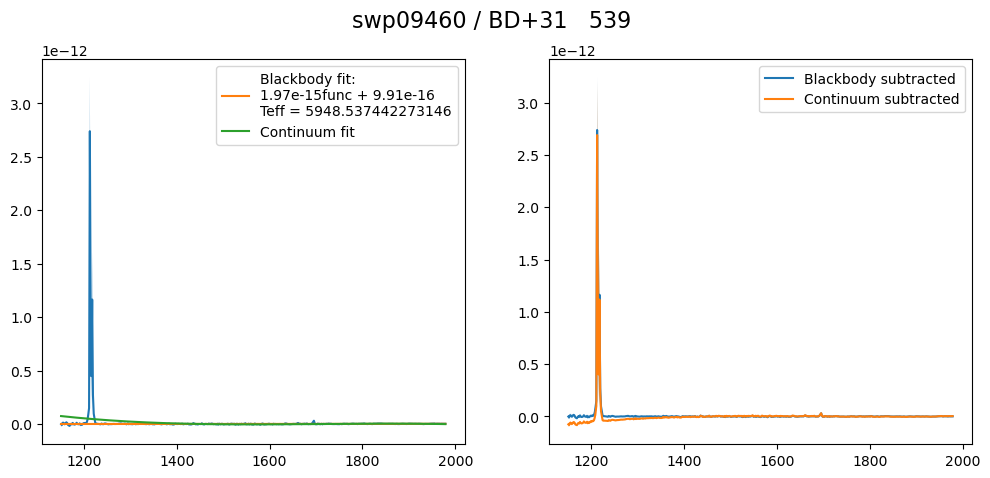 swp09460 / BD+31   539
1e−12
Blackbody fit:
1.97e-15func + 9.91e-16
Teff = 5948.537442273146
Continuum fit
3.0
2.5
2.0
1.5
1.0
0.5
0.0
1200 1400 1600 1800 2000
1e−12
Blackbody subtracted
Continuum subtracted
3.0
2.5
2.0
1.5
1.0
0.5
0.0
1200 1400 1600 1800 2000